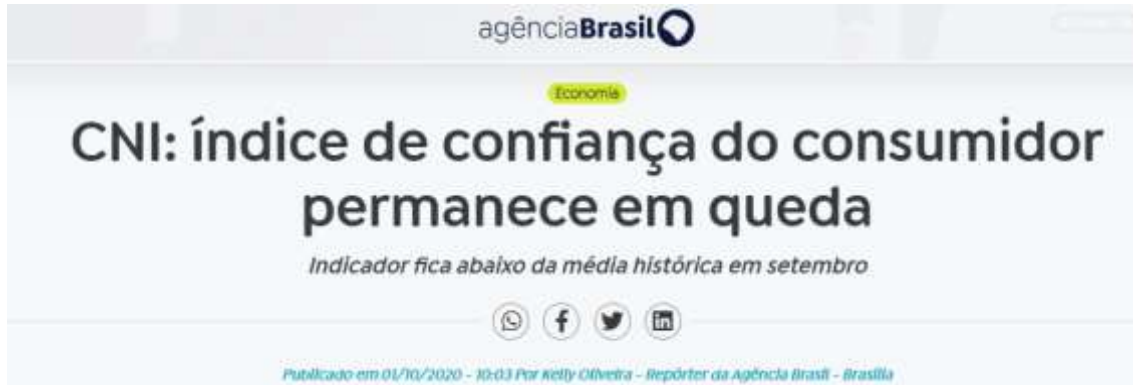 agênciaBrasil
Economia
CNI: índice de confiança do consumidor
permanece em queda
Indicador fica abaixo da média histórica em setembro
Publicado em 01/10/2020 - 10:03 Por Kelly Oliveira - Repórter da Agência Brasil - Brasília